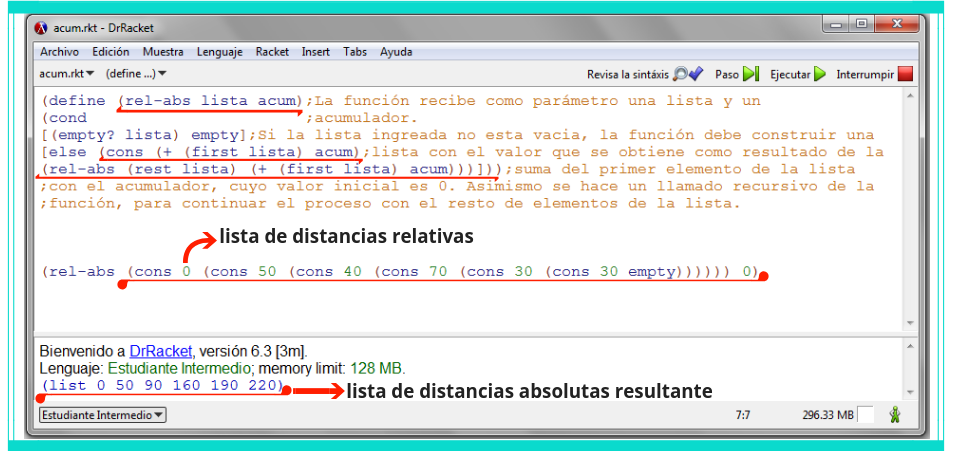 acum.rkt - DrRacket
Archivo Edición Muestra Lenguaje Racket Insert Tabs Ayuda
acum.rkt (define ...) Revisa la sintáxis Paso Ejecutar Interrumpir
(define (rel-abs lista acum);La función recibe como parámetro una lista y un
(cond ;acumulador.
[(empty? lista) empty];Si la lista ingreada no esta vacia, la función debe construir una
[else (cons (+ (first lista) acum);lista con el valor que se obtiene como resultado de la
(rel-abs (rest lista) (+ (first lista) acum)))]));suma del primer elemento de la lista
;con el acumulador, cuyo valor inicial es 0. Asimismo se hace un llamado recursivo de la
;función, para continuar el proceso con el resto de elementos de la lista.
lista de distancias relativas
(rel-abs (cons 0 (cons 50 (cons 40 (cons 70 (cons 30 (cons 30 empty)))))) 0)
Bienvenido a DrRacket, versión 6.3 [3m].
Lenguaje: Estudiante Intermedio; memory limit: 128 MB.
(list 0 50 90 160 190 220)
lista de distancias absolutas resultante
Estudiante Intermedio 7:7 296.33 MB